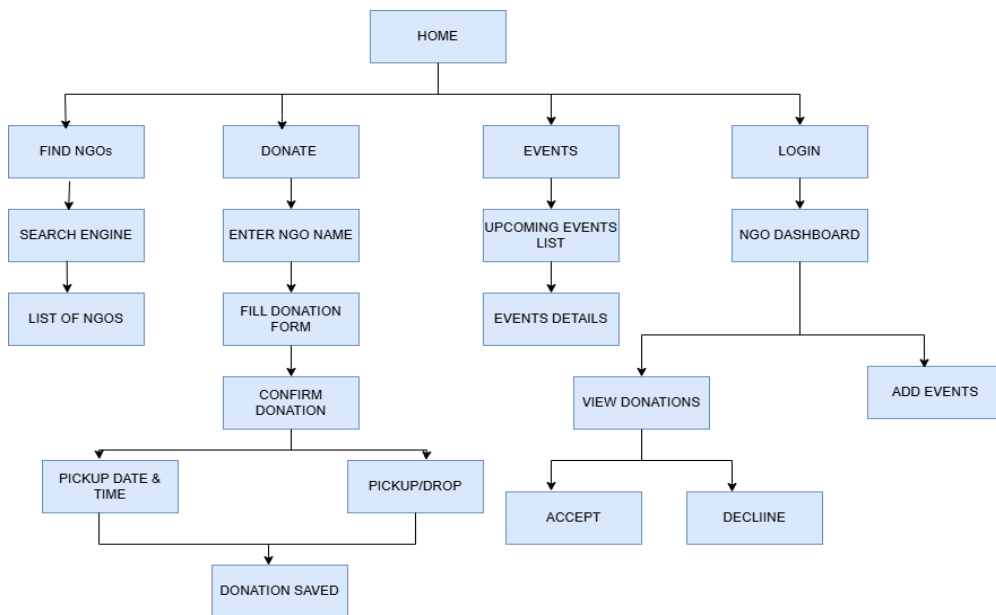 HOME
FIND NGOs
DONATE
EVENTS
LOGIN
SEARCH ENGINE
ENTER NGO NAME
UPCOMING EVENTS
LIST
NGO DASHBOARD
LIST OF NGOS
FILL DONATION
FORM
EVENTS DETAILS
CONFIRM
DONATION
VIEW DONATIONS
ADD EVENTS
PICKUP DATE &
TIME
PICKUP/DROP
ACCEPT
DECLIINE
DONATION SAVED